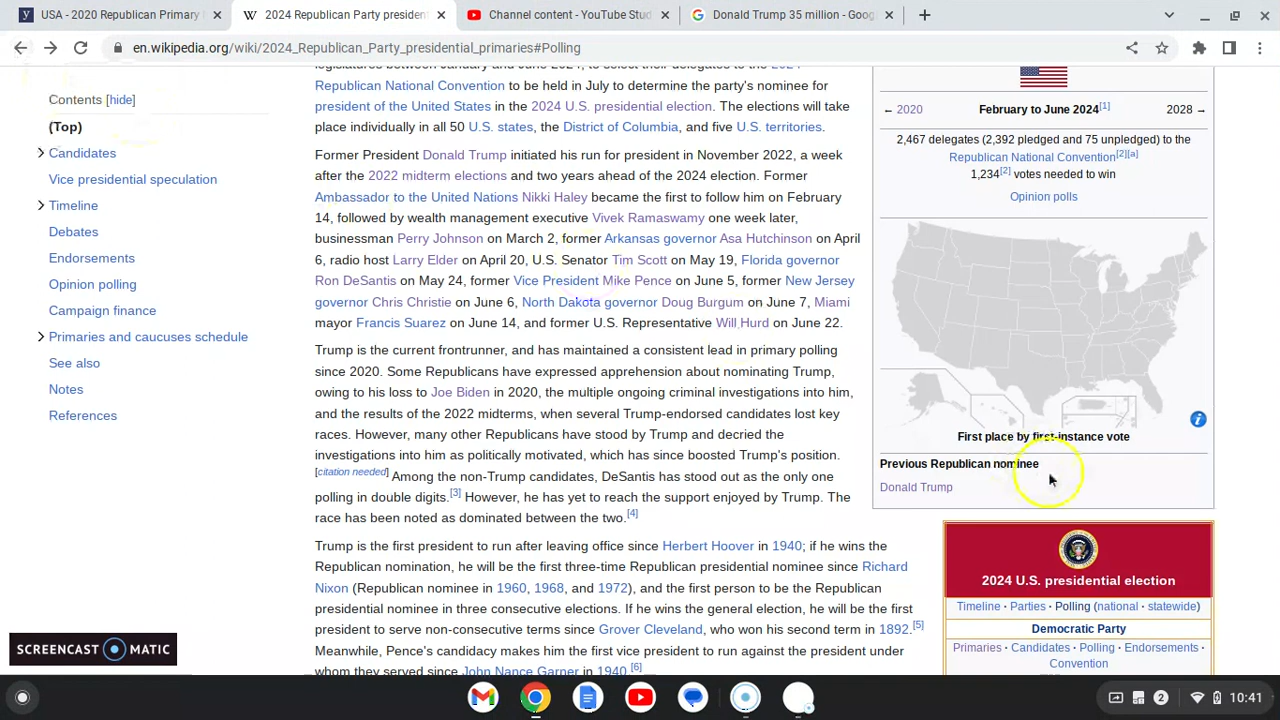 USA - 2020 Republican Primary
2024 Republican Party president
Channel content - YouTube Stud
Donald Trump 35 million - Goog
en.wikipedia.org/wiki/2024_Republican_Party_presidential_primaries#Polling
Contents [hide]
(Top)
Candidates
Vice presidential speculation
Timeline
Debates
Endorsements
Opinion polling
Campaign finance
Primaries and caucuses schedule
See also
Notes
References
legislatures between January and June 2024, to select their delegates to the 2024
Republican National Convention to be held in July to determine the party's nominee for
president of the United States in the 2024 U.S. presidential election. The elections will take
place individually in all 50 U.S. states, the District of Columbia, and five U.S. territories.
Former President Donald Trump initiated his run for president in November 2022, a week
after the 2022 midterm elections and two years ahead of the 2024 election. Former
Ambassador to the United Nations Nikki Haley became the first to follow him on February
14, followed by wealth management executive Vivek Ramaswamy one week later,
businessman Perry Johnson on March 2, former Arkansas governor Asa Hutchinson on April
6, radio host Larry Elder on April 20, U.S. Senator Tim Scott on May 19, Florida governor
Ron DeSantis on May 24, former Vice President Mike Pence on June 5, former New Jersey
governor Chris Christie on June 6, North Dakota governor Doug Burgum on June 7, Miami
mayor Francis Suarez on June 14, and former U.S. Representative Will Hurd on June 22.
Trump is the current frontrunner, and has maintained a consistent lead in primary polling
since 2020. Some Republicans have expressed apprehension about nominating Trump,
owing to his loss to Joe Biden in 2020, the multiple ongoing criminal investigations into him,
and the results of the 2022 midterms, when several Trump-endorsed candidates lost key
races. However, many other Republicans have stood by Trump and decried the
investigations into him as politically motivated, which has since boosted Trump's position.
[citation needed] Among the non-Trump candidates, DeSantis has stood out as the only one
polling in double digits.[3] However, he has yet to reach the support enjoyed by Trump. The
race has been noted as dominated between the two.[4]
Trump is the first president to run after leaving office since Herbert Hoover in 1940; if he wins the
Republican nomination, he will be the first three-time Republican presidential nominee since Richard
Nixon (Republican nominee in 1960, 1968, and 1972), and the first person to be the Republican
presidential nominee in three consecutive elections. If he wins the general election, he will be the first
president to serve non-consecutive terms since Grover Cleveland, who won his second term in 1892.[5]
Meanwhile, Pence's candidacy makes him the first vice president to run against the president under
whom they served since John Nance Garner in 1940.[6]
← 2020 February to June 2024[1] 2028 →
2,467 delegates (2,392 pledged and 75 unpledged) to the
Republican National Convention[2][a]
1,234[2] votes needed to win
Opinion polls
First place by first-instance vote
Previous Republican nominee
Donald Trump
2024 U.S. presidential election
Timeline · Parties · Polling (national · statewide)
Democratic Party
Primaries · Candidates · Polling · Endorsements ·
Convention
SCREENCAST MATIC
2
10:41